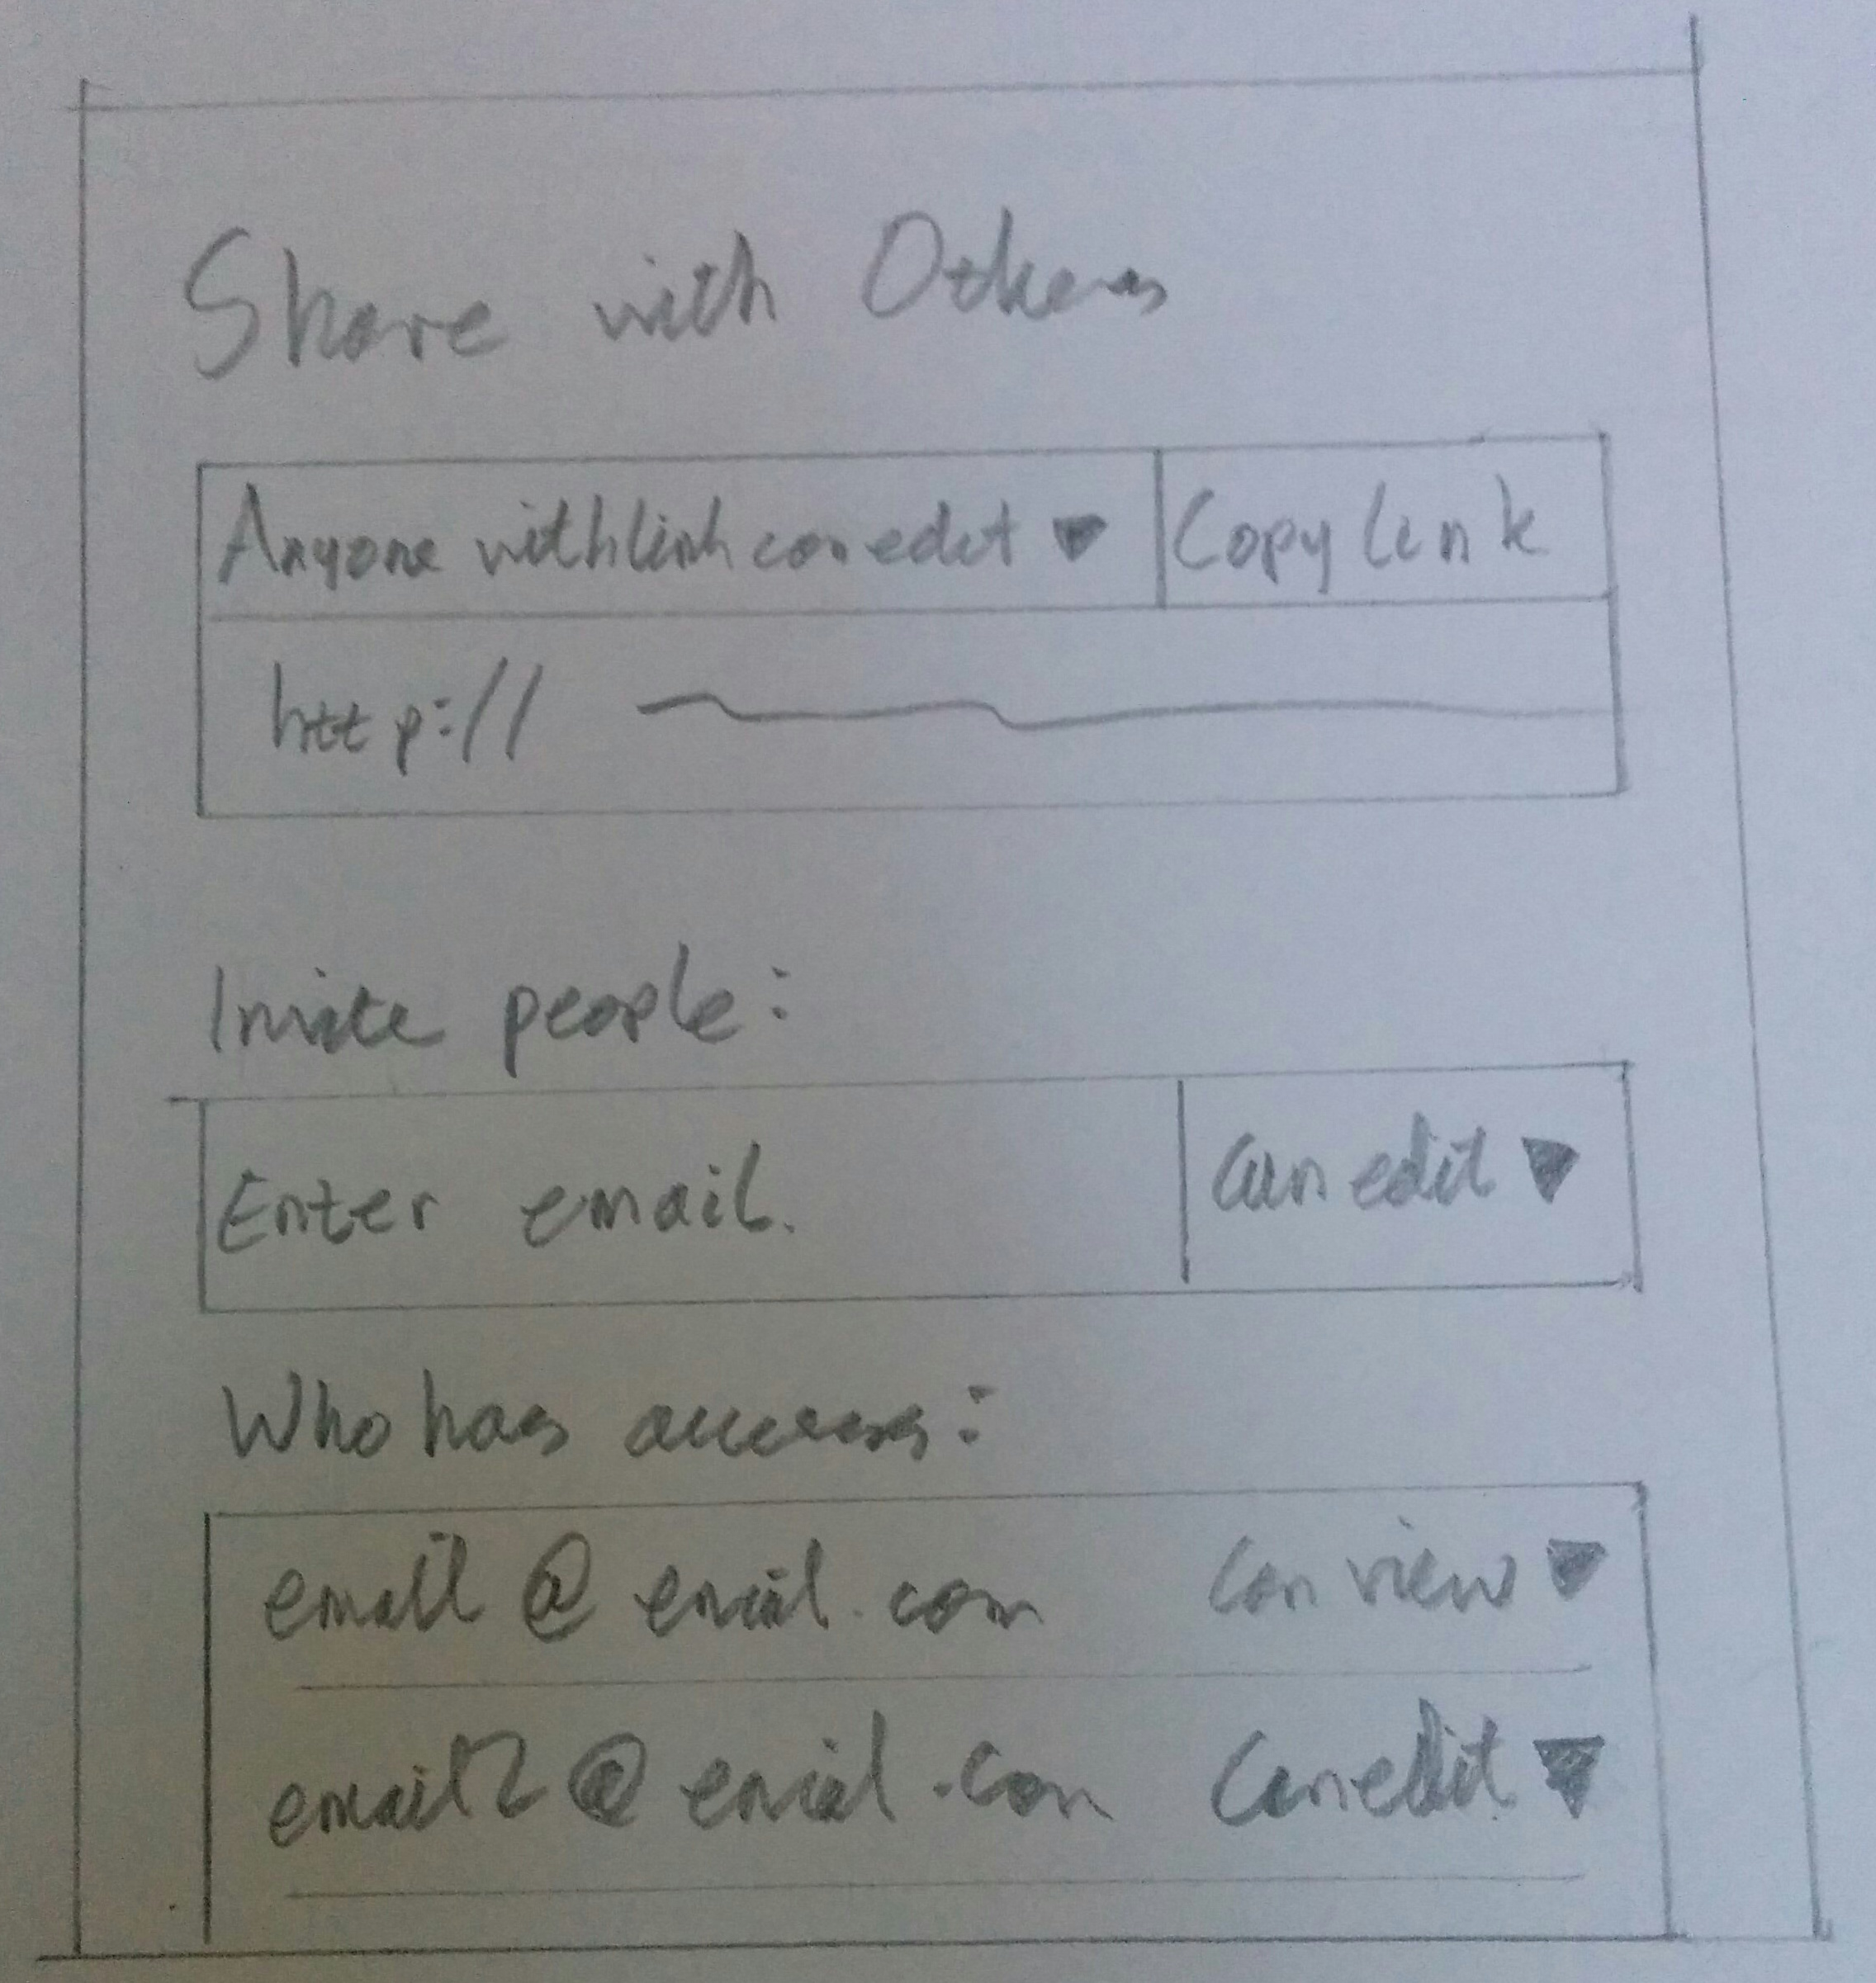 Share with Others
Anyone with link can edit
Copy link
http://
Invite people:
Enter email.
can edit
Who has access:
email@email.com
Can view
email2@email.com
Can edit